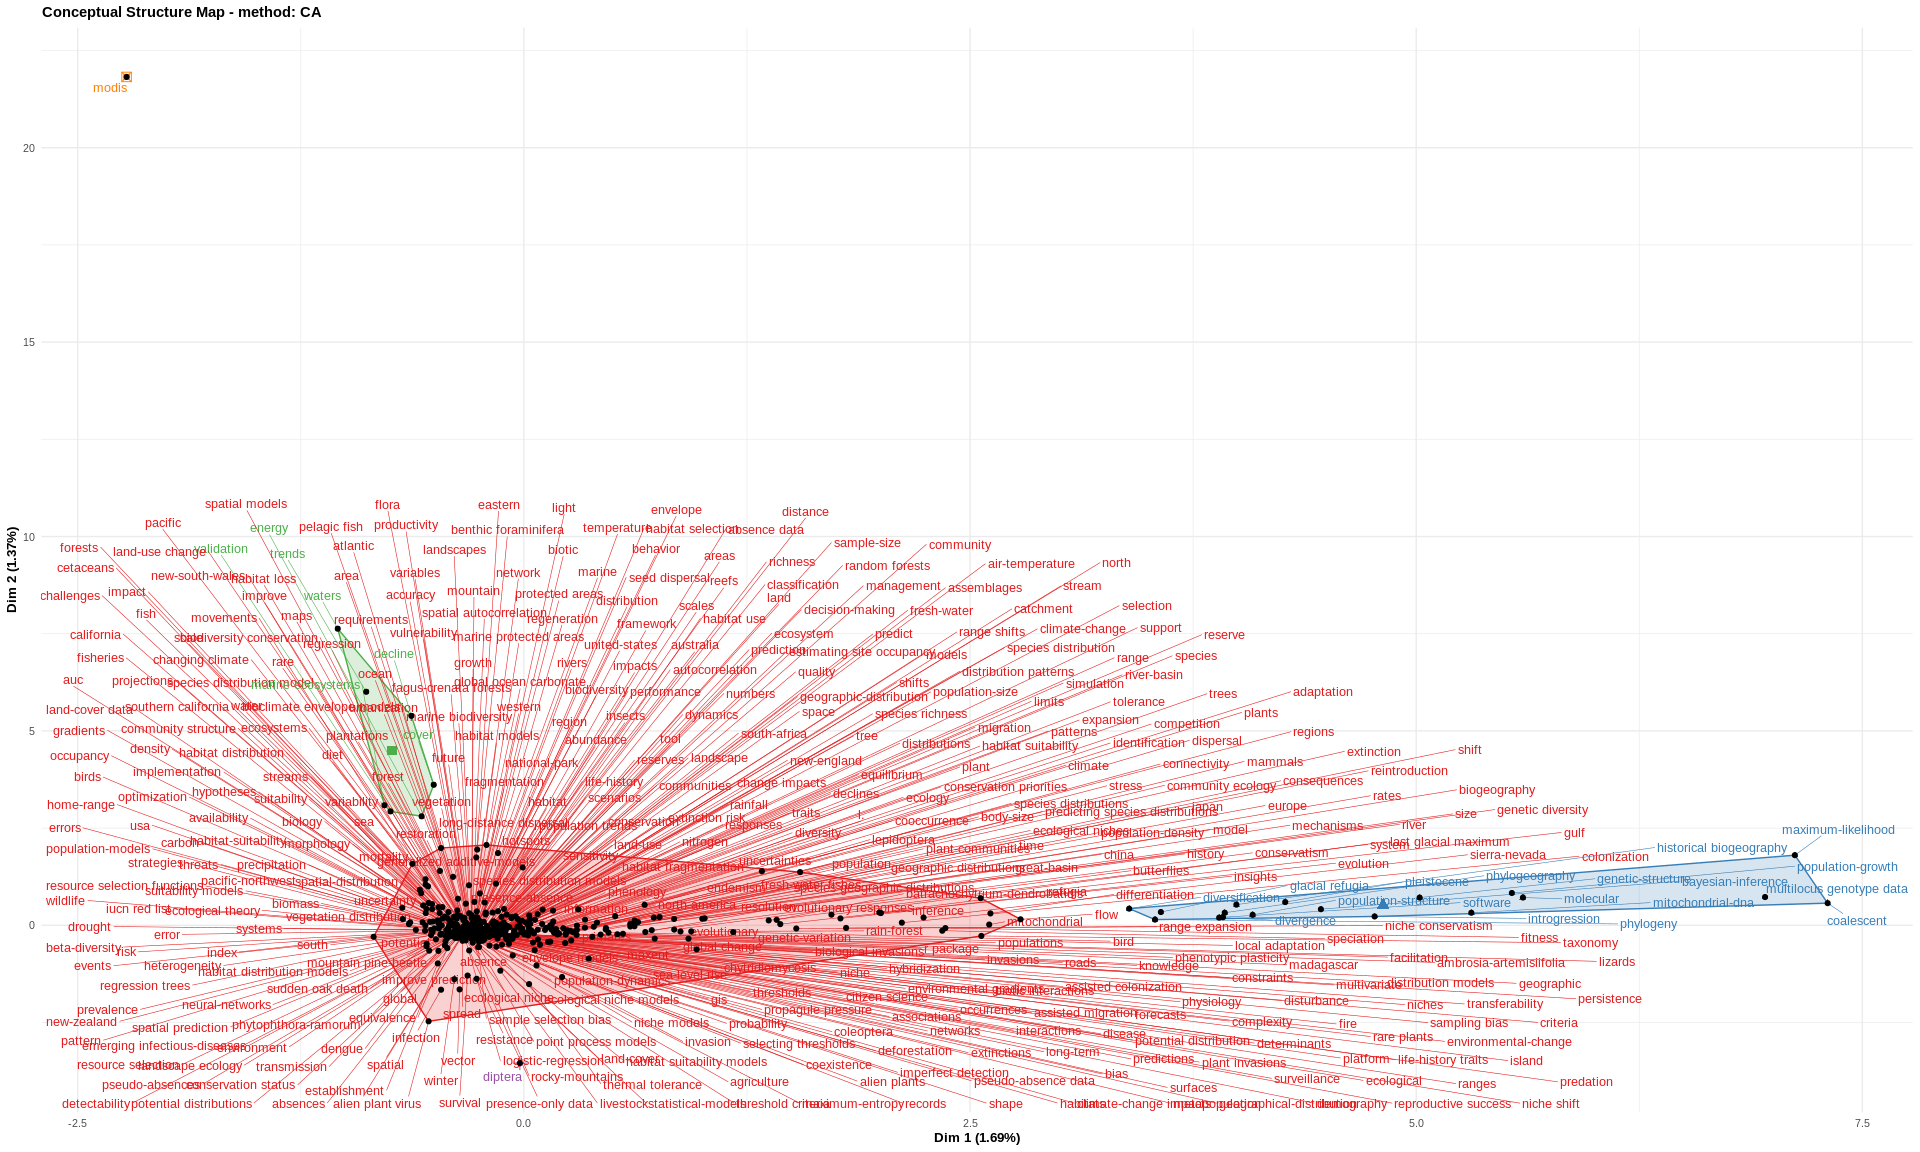 Conceptual Structure Map - method: CA
modis
20
15
10
5
0
Dim 2 (1.37%)
spatial models
flora
eastern
light
envelope
distance
pacific
energy
pelagic fish
productivity
benthic foraminifera
temperature
habitat selection
absence data
forests
land-use change
validation
trends
atlantic
landscapes
biotic
behavior
areas
sample-size
community
cetaceans
new-south-wales
habitat loss
area
variables
network
marine
seed dispersal
reefs
richness
random forests
air-temperature
north
challenges
impact
improve
waters
accuracy
mountain
protected areas
distribution
scales
classification
land
management
assemblages
stream
fish
movements
maps
requirements
spatial autocorrelation
regeneration
framework
habitat use
decision-making
fresh-water
catchment
selection
california
biodiversity conservation
regression
vulnerability
marine protected areas
united-states
australia
ecosystem
predict
range shifts
climate-change
support
reserve
fisheries
changing climate
rare
decline
growth
rivers
impacts
autocorrelation
prediction
estimating site occupancy
models
species distribution
range
species
auc
projections
species distribution model
marine ecosystems
ocean
fagus-crenata forests
global ocean carbonate
biodiversity
performance
numbers
quality
shifts
distribution patterns
simulation
river-basin
land-cover data
southern california
water
bioclimate envelope models
urbanization
marine biodiversity
western
region
insects
dynamics
space
geographic-distribution
population-size
species richness
limits
tolerance
trees
adaptation
gradients
community structure
ecosystems
plantations
cover
habitat models
abundance
tool
south-africa
tree
distributions
migration
habitat suitability
patterns
expansion
competition
plants
identification
dispersal
regions
occupancy
density
habitat distribution
diet
future
national-park
reserves
landscape
new-england
plant
climate
connectivity
mammals
extinction
shift
birds
implementation
streams
forest
fragmentation
life-history
communities
change impacts
equilibrium
conservation priorities
stress
community ecology
consequences
reintroduction
home-range
optimization
hypotheses
suitability
variability
vegetation
habitat
scenarios
rainfall
declines
ecology
species distributions
japan
europe
rates
biogeography
errors
usa
availability
biology
sea
restoration
long-distance dispersal
population trends
conservation
extinction risk
responses
traits
l.
cooccurrence
body-size
predicting species distributions
mechanisms
river
size
genetic diversity
population-models
carbon
habitat-suitability
morphology
hotspots
land-use
nitrogen
diversity
lepidoptera
ecological niches
population-density
model
gulf
maximum-likelihood
strategies
threats
precipitation
mortality
generalized additive-models
sensitivity
habitat fragmentation
uncertainties
population
plant-communities
time
geographic distribution
great-basin
china
history
conservatism
system
last glacial maximum
sierra-nevada
colonization
historical biogeography
resource selection functions
suitability models
pacific-northwest
spatial-distribution
species distribution models
phenology
endemism
fresh-water fishes
species geographic distributions
batrachochytrium-dendrobatidis
refugia
butterflies
insights
evolution
phylogeography
population-growth
wildlife
iucn red list
ecological theory
biomass
uncertainty
presence-absence
information
north-america
resolution
evolutionary responses
inference
differentiation
diversification
glacial refugia
pleistocene
genetic-structure
bayesian-inference
multilocus genotype data
drought
error
systems
vegetation distribution
evolutionary
genetic-variation
rain-forest
mitochondrial
flow
range expansion
divergence
population-structure
software
molecular
mitochondrial-dna
introgression
phylogeny
coalescent
beta-diversity
risk
index
south
potential
global change
biological invasions
package
populations
bird
local adaptation
niche conservatism
speciation
fitness
taxonomy
events
heterogeneity
habitat distribution models
mountain pine-beetle
absence
envelope models
maxent
chytridiomycosis
niche
hybridization
invasions
roads
knowledge
phenotypic plasticity
madagascar
facilitation
ambrosia-artemisiifolia
lizards
regression trees
sudden oak death
improve prediction
population-dynamics
sea-level rise
thresholds
citizen science
environmental gradients
biotic interactions
assisted colonization
constraints
multivariate
distribution models
geographic
prevalence
neural-networks
global
ecological niche
ecological niche models
gis
propagule pressure
occurrences
assisted migration
forecasts
physiology
disturbance
niches
transferability
persistence
new-zealand
spatial prediction
phytophthora-ramorum
equivalence
spread
sample selection bias
niche models
probability
coleoptera
associations
networks
interactions
disease
complexity
fire
sampling bias
criteria
pattern
emerging infectious-diseases
environment
dengue
infection
resistance
point process models
invasion
selecting thresholds
deforestation
extinctions
long-term
potential distribution
determinants
rare plants
environmental-change
resource selection
landscape ecology
transmission
spatial
vector
logistic-regression
land-cover
habitat suitability models
coexistence
imperfect detection
predictions
plant invasions
platform
life-history traits
island
pseudo-absences
conservation status
establishment
winter
diptera
rocky-mountains
thermal tolerance
agriculture
alien plants
pseudo-absence data
bias
surfaces
surveillance
ecological
ranges
predation
detectability
potential distributions
absences
alien plant
virus
survival
presence-only data
livestock
statistical-models
threshold criteria
maximum-entropy
records
shape
habitats
climate-change impacts
geographical-distribution
demography
reproductive success
niche shift
-2.5
0.0
2.5
5.0
7.5
Dim 1 (1.69%)